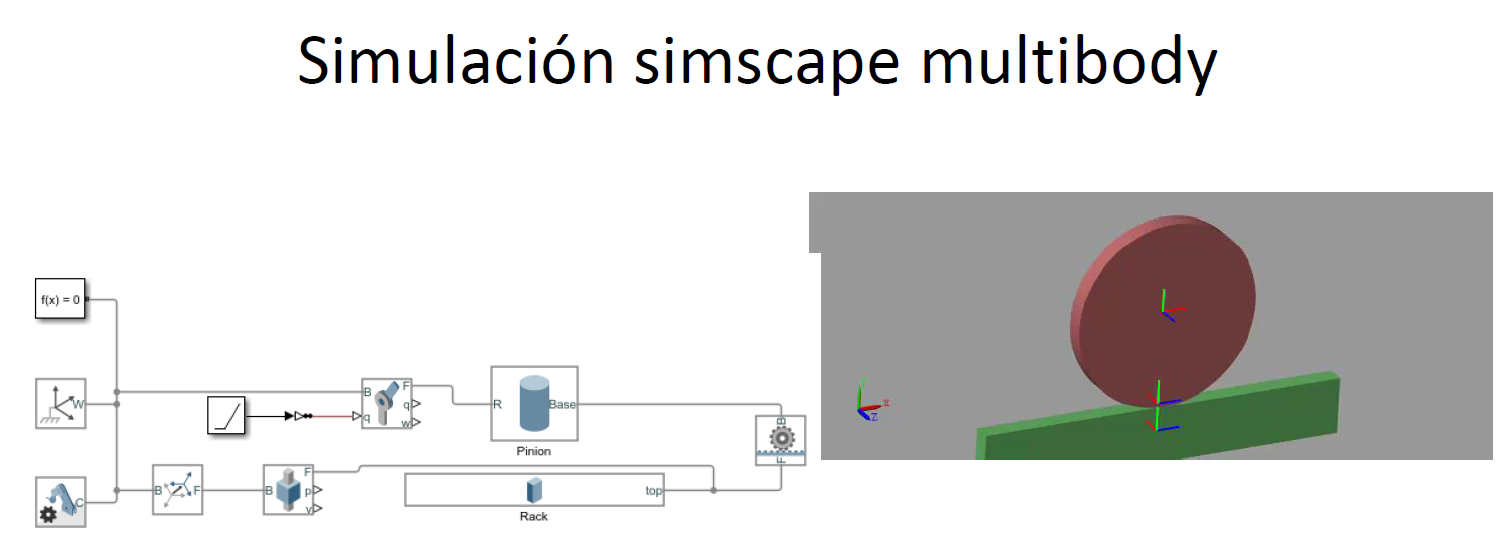 Simulación simscape multibody
f(x) = 0
W
C
B
F
B
q
F
q
w
R
Base
Pinion
B
F
p
v
top
Rack
B
F
x
Z